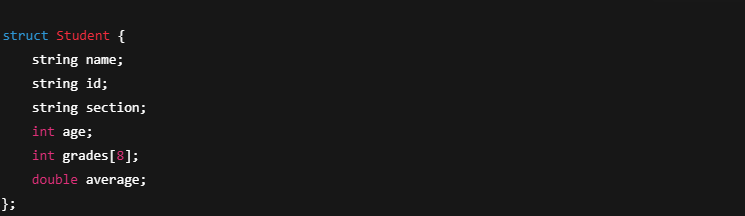 struct Student {
    string name;
    string id;
    string section;
    int age;
    int grades[8];
    double average;
};